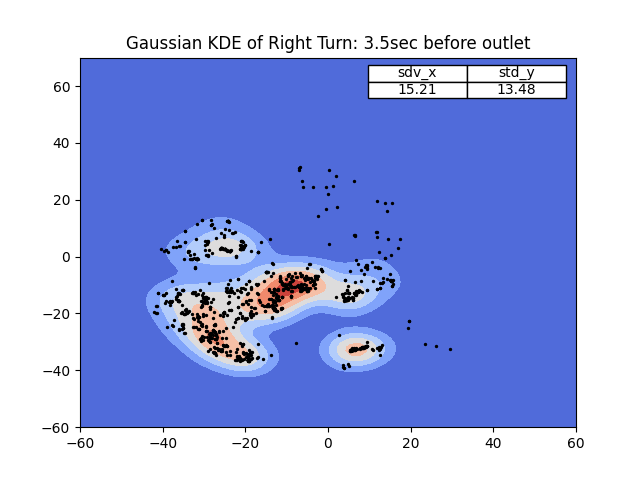 Gaussian KDE of Right Turn: 3.5sec before outlet
sdv_x std_y
15.21 13.48
60
40
20
0
−20
−40
−60
−60 −40 −20 0 20 40 60